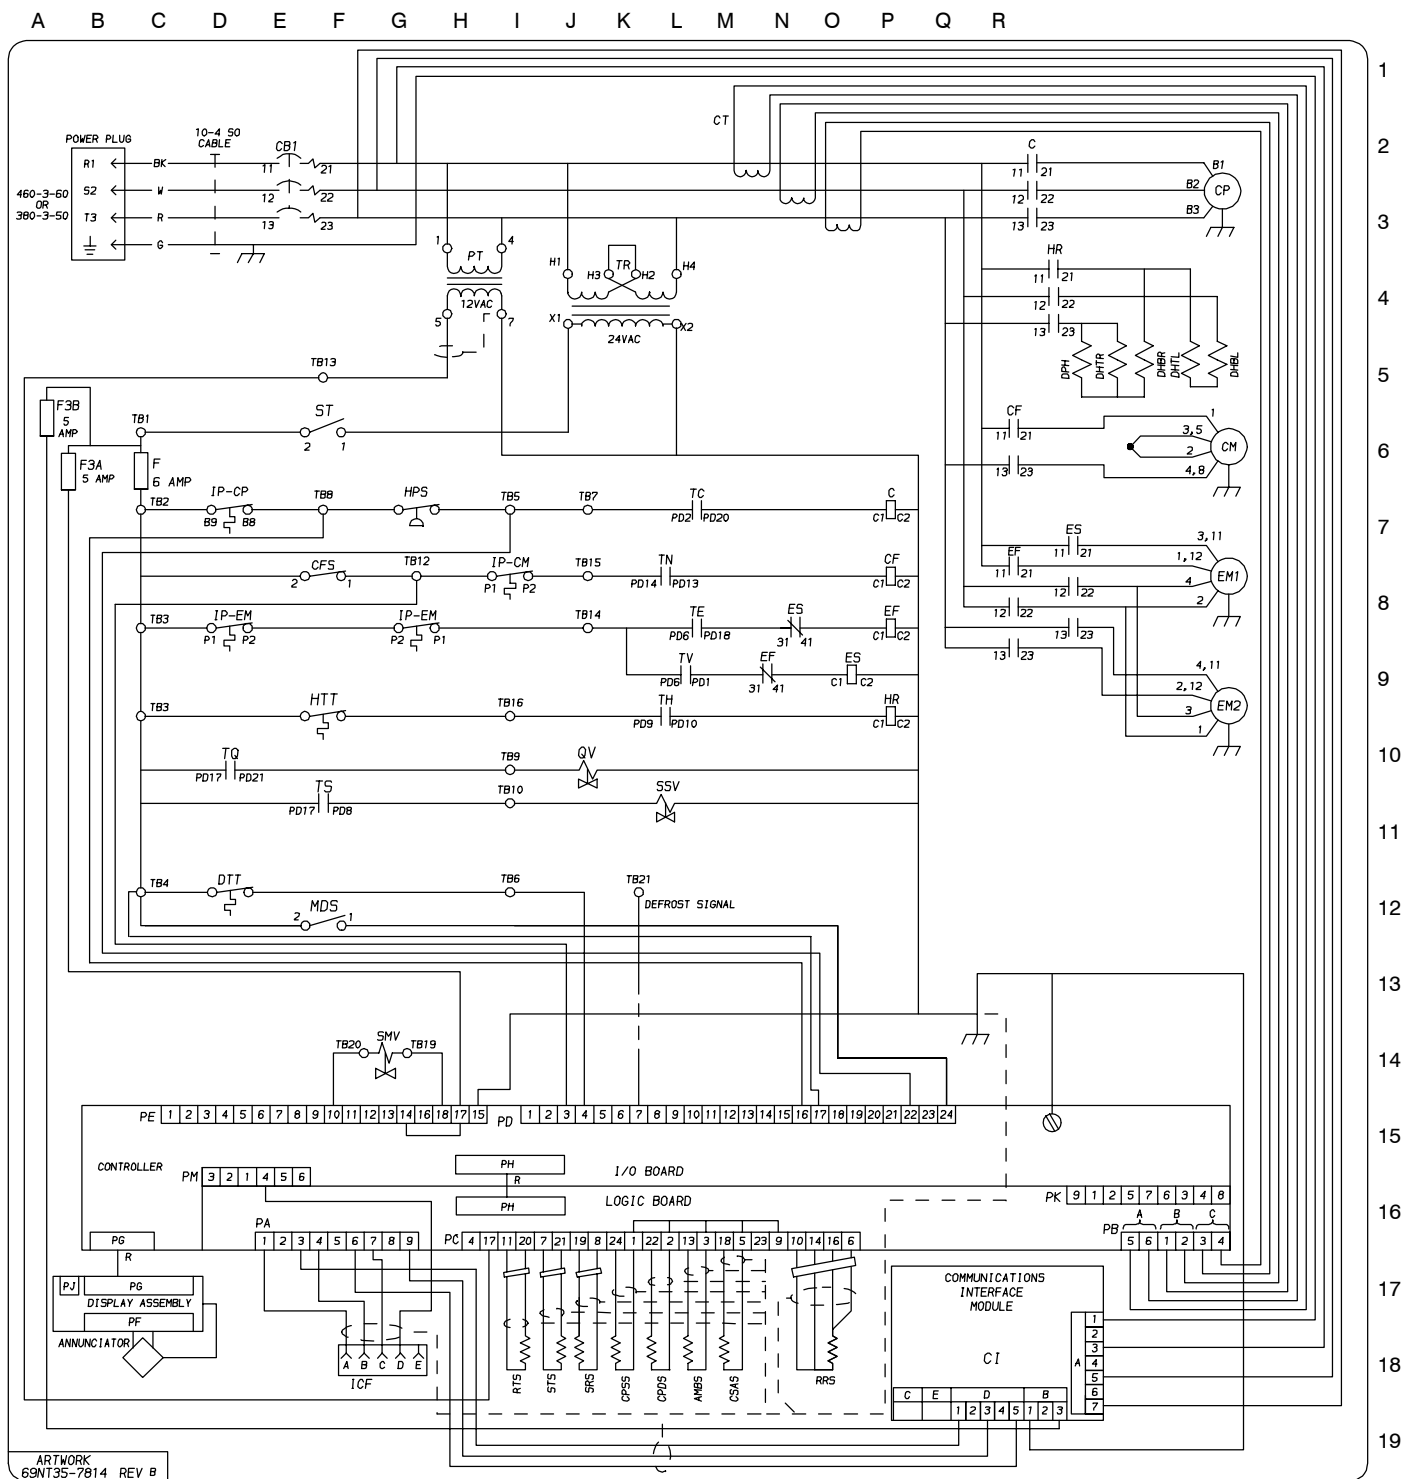 A B C D E F G H I J K L M N O P Q R
1
2
3
4
5
6
7
8
9
10
11
12
13
14
15
16
17
18
19
POWER PLUG
R1
S2
T3
460-3-60
OR
380-3-50
BK
W
R
G
10-4 SO
CABLE
CB1
11 21
12 22
13 23
CT
C
11 21
12 22
13 23
B1
B2
B3
CP
1 4
PT
12VAC
5 7
H1 H3 TR H2 H4
X1 X2
24VAC
HR
11 21
12 22
13 23
DPH
DHTR
DHBR
DHTL
DHBL
TB13
F3B
5
AMP
TB1
ST
2 1
F3A
5 AMP
F
6 AMP
CF
11 21
13 23
1
3,5
2
4,8
CM
TB2
IP-CP
B9 B8
TB8
HPS
TB5
TB7
TC
PD2 PD20
C
C1 C2
CFS
2 1
TB12
IP-CM
P1 P2
TB15
TN
PD14 PD13
CF
C1 C2
TB3
IP-EM
P1 P2
IP-EM
P2 P1
TB14
TE
PD6 PD18
ES
31 41
EF
C1 C2
TV
PD6 PD1
EF
31 41
ES
C1 C2
TB3
HTT
TB16
TH
PD9 PD10
HR
C1 C2
ES
11 21
EF
11 21
12 22
12 22
13 23
13 23
3,11
1,12
4
2
EM1
4,11
2,12
3
1
EM2
TQ
PD17 PD21
TB9
QV
TS
PD17 PD8
TB10
SSV
TB4
DTT
TB6
TB21
DEFROST SIGNAL
MDS
2 1
TB20 SMV TB19
PE 1 2 3 4 5 6 7 8 9 10 11 12 13 14 16 18 17 15
PD 1 2 3 4 5 6 7 8 9 10 11 12 13 14 15 16 17 18 19 20 21 22 23 24
CONTROLLER
PM 3 2 1 4 5 6
PH
R
PH
I/O BOARD
LOGIC BOARD
PK 9 1 2 5 7 6 3 4 8
A B C
PB 5 6 1 2 3 4
PG
R
PA
1 2 3 4 5 6 7 8 9
PC 4 17 11 20 7 21 19 8 24 1 22 2 13 3 18 5 23 9 10 14 16 6
PJ
PG
DISPLAY ASSEMBLY
PF
ANNUNCIATOR
A B C D E
ICF
RTS
STS
SRS
CPSS
CPDS
AMBS
CSAS
RRS
COMMUNICATIONS
INTERFACE
MODULE
CI
A
1
2
3
4
5
6
7
C E D B
1 2 3 4 5 1 2 3
ARTWORK
69NT35-7814 REV B